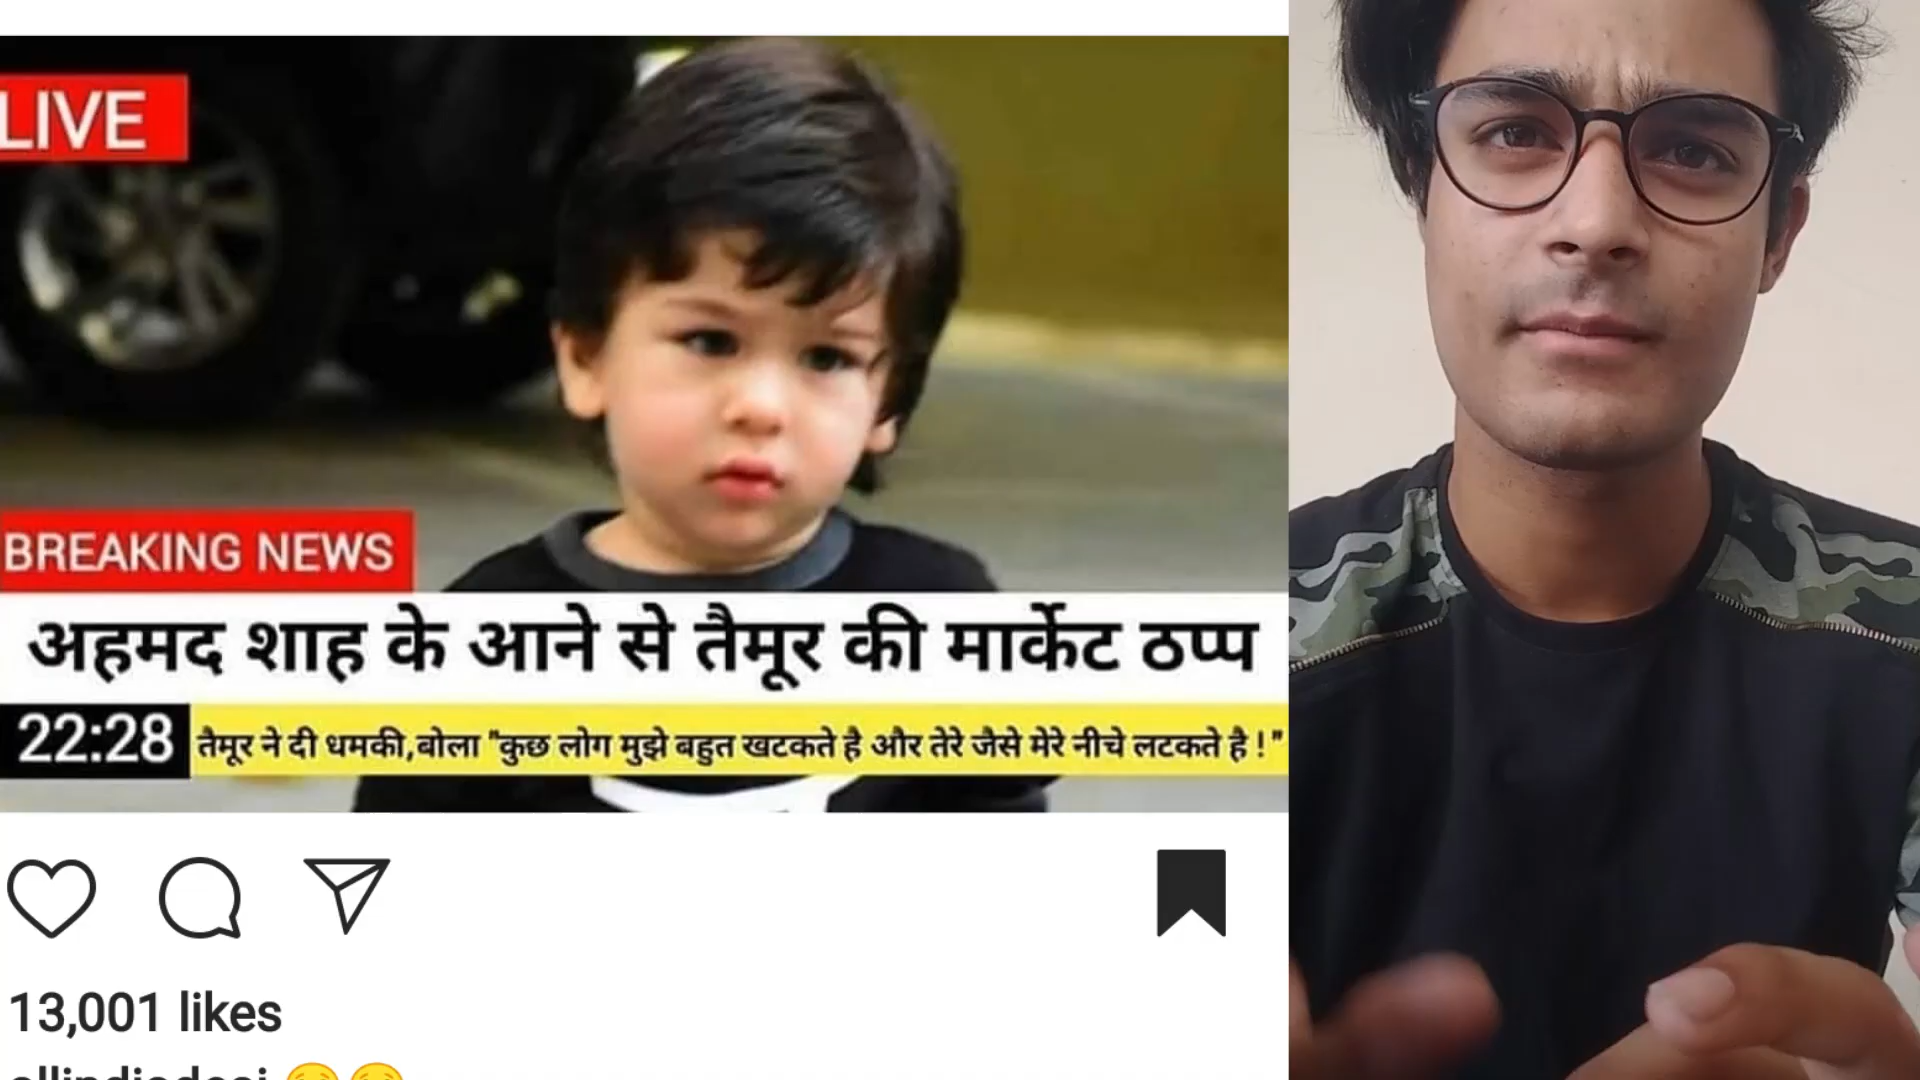 LIVE
BREAKING NEWS
अहमद शाह के आने से तैमूर की मार्केट ठप्प
22:28
तैमूर ने दी धमकी,बोला "कुछ लोग मुझे बहुत खटकते है और तेरे जैसे मेरे नीचे लटकते है !"
13,001 likes